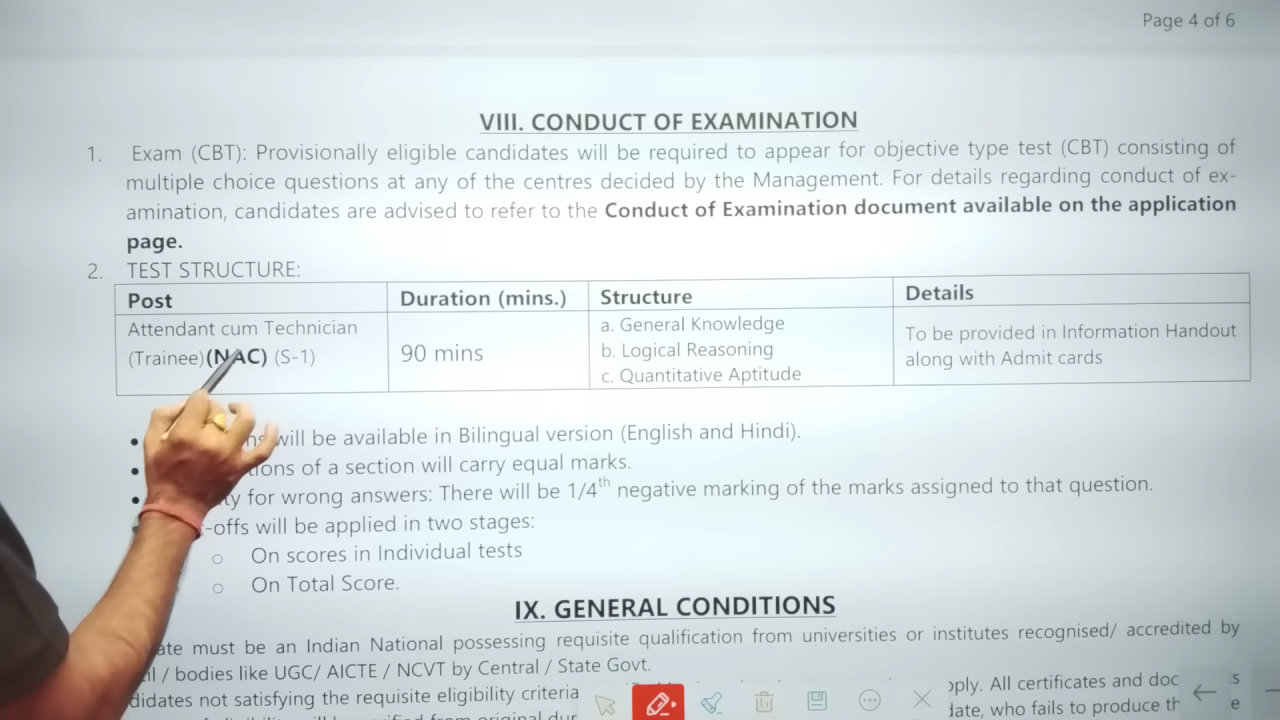 Page 4 of 6
VIII. CONDUCT OF EXAMINATION
1. Exam (CBT): Provisionally eligible candidates will be required to appear for objective type test (CBT) consisting of
multiple choice questions at any of the centres decided by the Management. For details regarding conduct of ex-
amination, candidates are advised to refer to the Conduct of Examination document available on the application
page.
2. TEST STRUCTURE:
Post Duration (mins.) Structure Details
Attendant cum Technician
(Trainee)(NAC) (S-1)
90 mins
a. General Knowledge
b. Logical Reasoning
c. Quantitative Aptitude
To be provided in Information Handout
along with Admit cards
will be available in Bilingual version (English and Hindi).
of a section will carry equal marks.
for wrong answers: There will be 1/4th negative marking of the marks assigned to that question.
-offs will be applied in two stages:
On scores in Individual tests
On Total Score.
IX. GENERAL CONDITIONS
must be an Indian National possessing requisite qualification from universities or institutes recognised/ accredited by
/ bodies like UGC/ AICTE / NCVT by Central / State Govt.
not satisfying the requisite eligibility criteria
All certificates and
who fails to produce